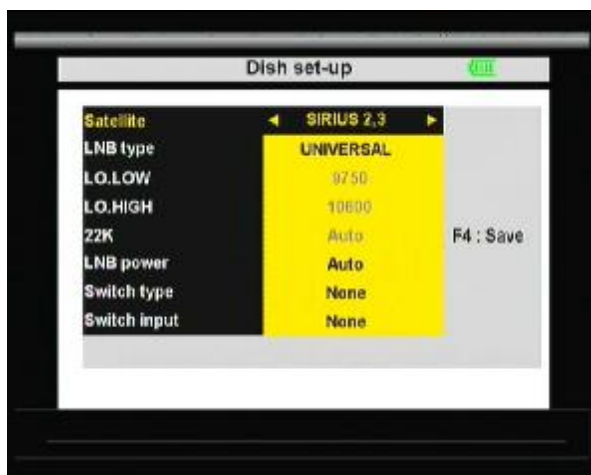 Dish set-up
Satellite ◄ SIRIUS 2,3 ►
LNB type UNIVERSAL
LO.LOW 9750
LO.HIGH 10600
22K Auto
F4 : Save
LNB power Auto
Switch type None
Switch input None